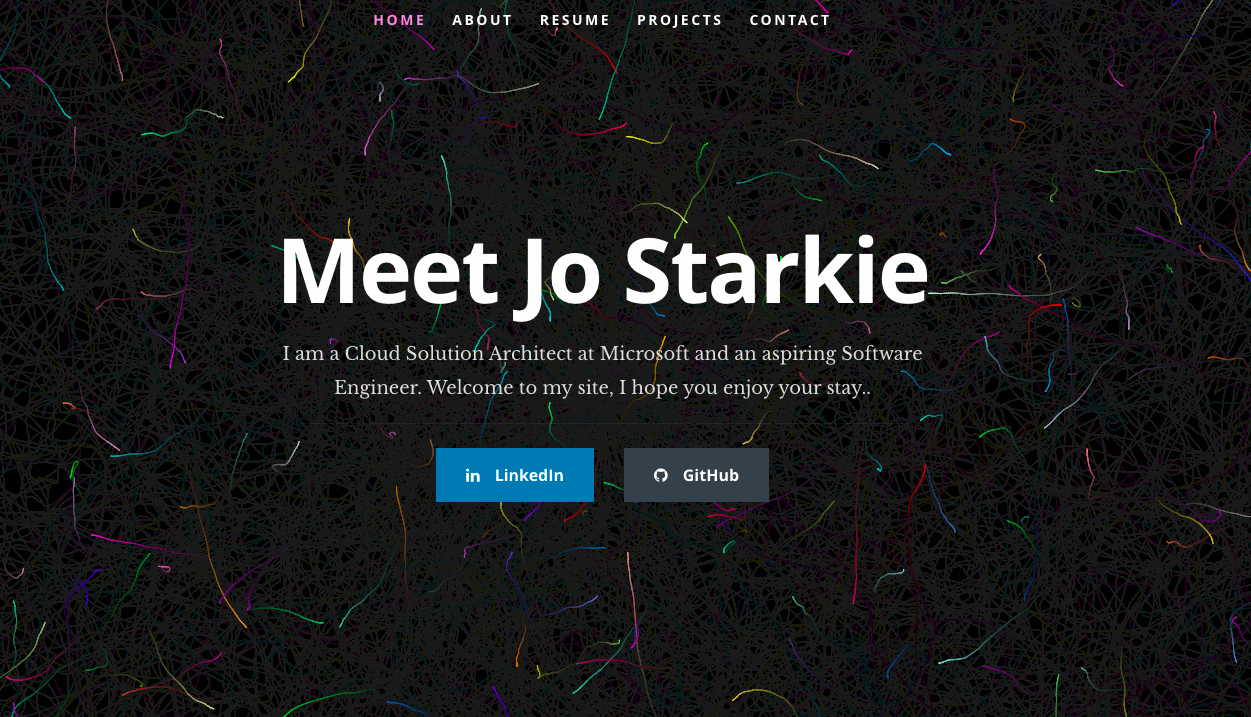 HOME ABOUT RESUME PROJECTS CONTACT
Meet Jo Starkie
I am a Cloud Solution Architect at Microsoft and an aspiring Software
Engineer. Welcome to my site, I hope you enjoy your stay..
LinkedIn GitHub